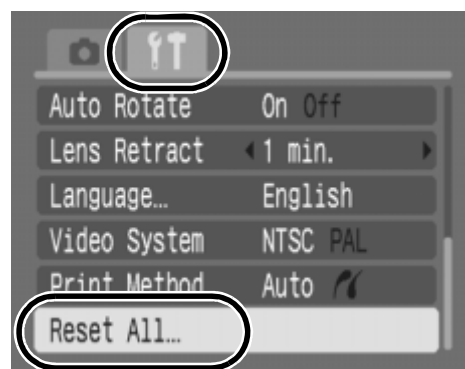 Auto Rotate On Off
Lens Retract 1 min.
Language... English
Video System NTSC PAL
Print Method Auto
Reset All...